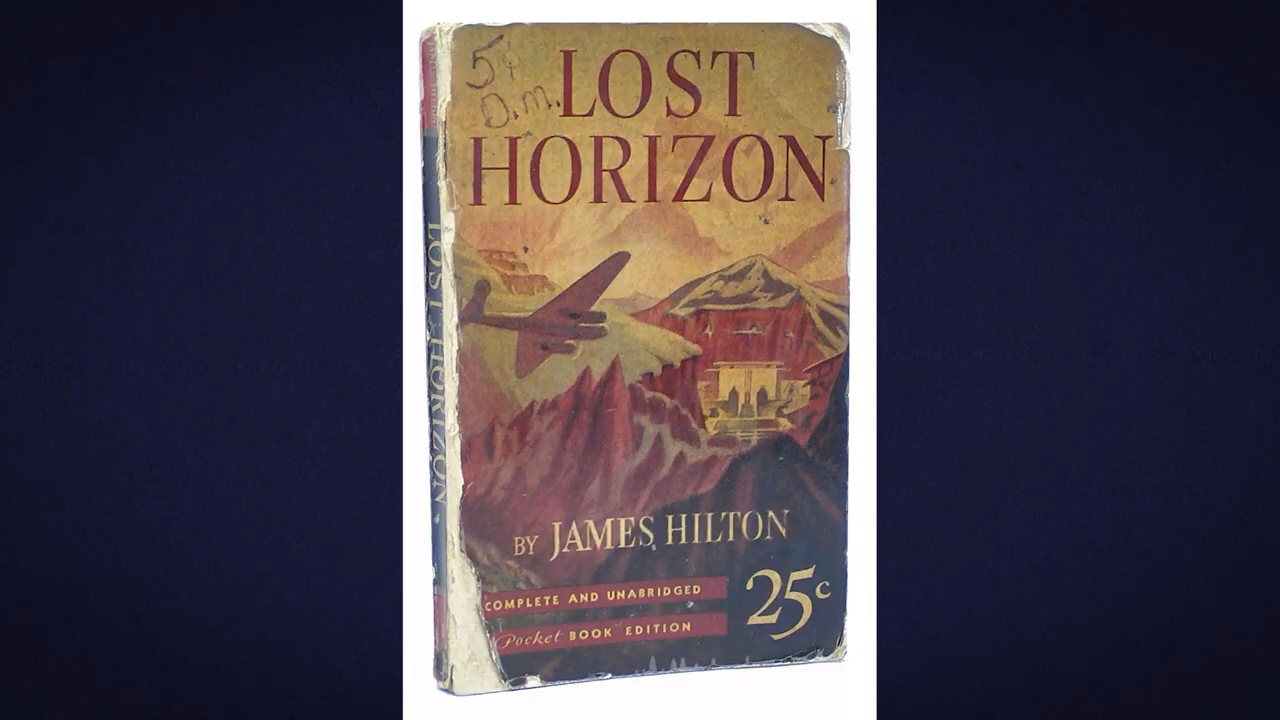 5¢
D.m.
LOST
HORIZON
LOST HORIZON
BY JAMES HILTON
COMPLETE AND UNABRIDGED
Pocket BOOK EDITION
25c